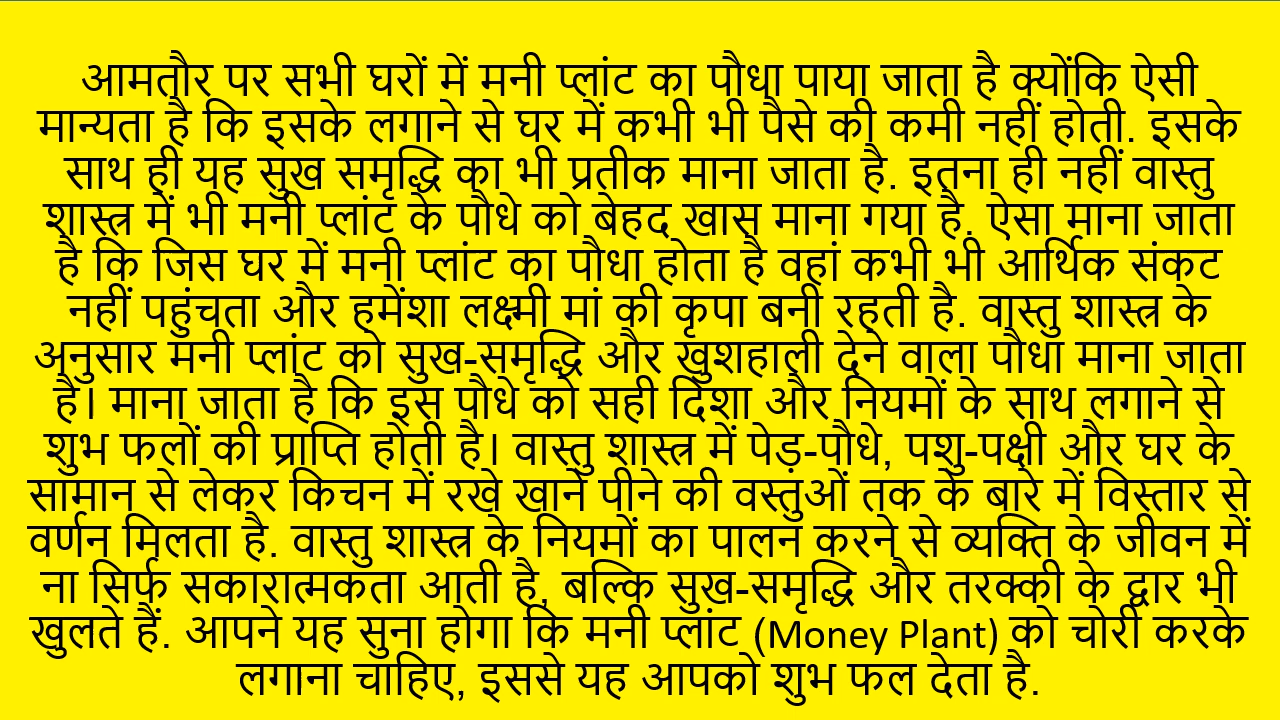 आमतौर पर सभी घरों में मनी प्लांट का पौधा पाया जाता है क्योंकि ऐसी
मान्यता है कि इसके लगाने से घर में कभी भी पैसे की कमी नहीं होती. इसके
साथ ही यह सुख समृद्धि का भी प्रतीक माना जाता है. इतना ही नहीं वास्तु
शास्त्र में भी मनी प्लांट के पौधे को बेहद खास माना गया है. ऐसा माना जाता
है कि जिस घर में मनी प्लांट का पौधा होता है वहां कभी भी आर्थिक संकट
नहीं पहुंचता और हमेंशा लक्ष्मी मां की कृपा बनी रहती है. वास्तु शास्त्र के
अनुसार मनी प्लांट को सुख-समृद्धि और खुशहाली देने वाला पौधा माना जाता
है। माना जाता है कि इस पौधे को सही दिशा और नियमों के साथ लगाने से
शुभ फलों की प्राप्ति होती है। वास्तु शास्त्र में पेड़-पौधे, पशु-पक्षी और घर के
सामान से लेकर किचन में रखे खाने पीने की वस्तुओं तक के बारे में विस्तार से
वर्णन मिलता है. वास्तु शास्त्र के नियमों का पालन करने से व्यक्ति के जीवन में
ना सिर्फ सकारात्मकता आती है, बल्कि सुख-समृद्धि और तरक्की के द्वार भी
खुलते हैं. आपने यह सुना होगा कि मनी प्लांट (Money Plant) को चोरी करके
लगाना चाहिए, इससे यह आपको शुभ फल देता है.